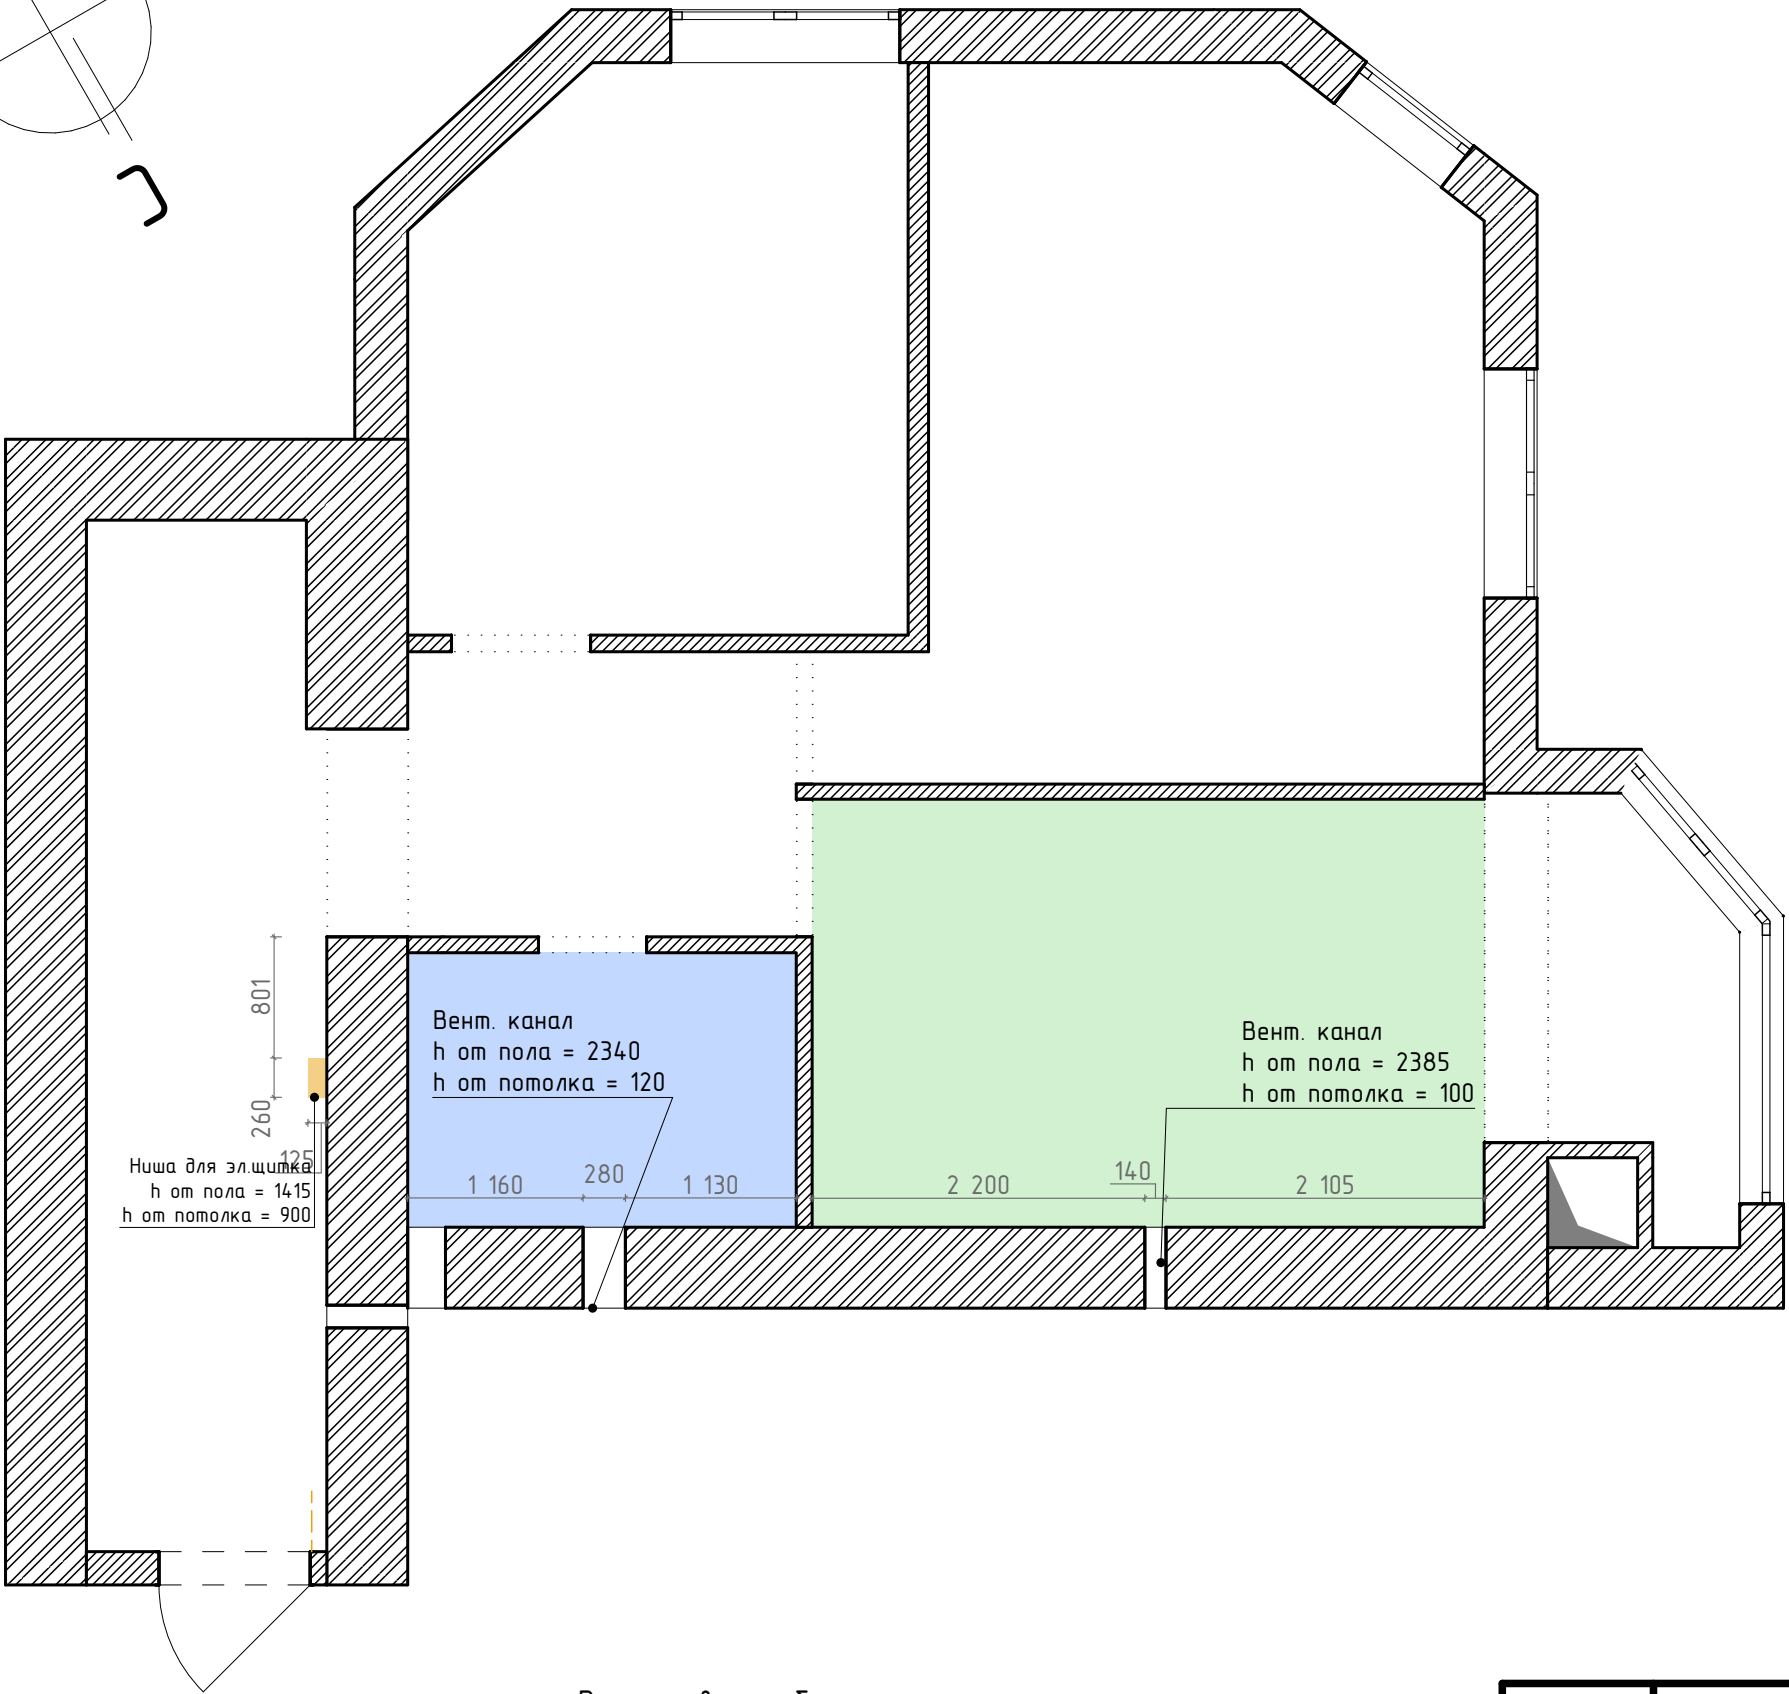 801
Вент. канал
h от пола = 2340
h от потолка = 120
Вент. канал
h от пола = 2385
h от потолка = 100
260
125
Ниша для эл.щитка
h от пола = 1415
h от потолка = 900
1 160
280
1 130
2 200
140
2 105